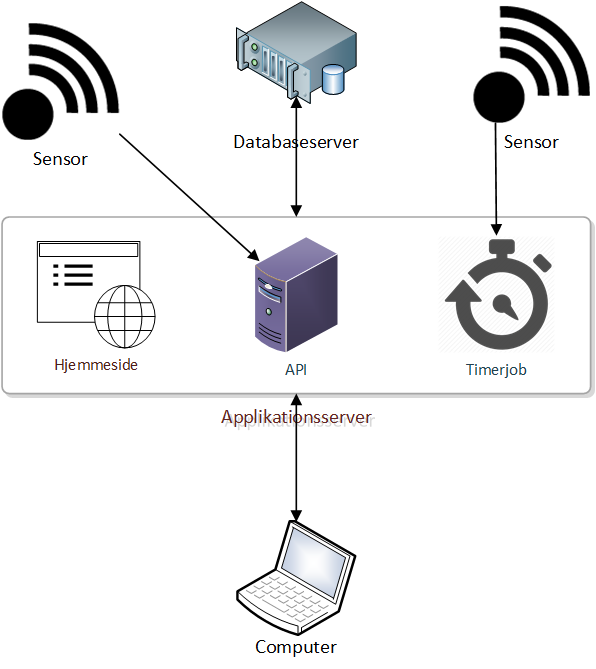 Databaseserver
Sensor
Sensor
Hjemmeside
API
Timerjob
Applikationsserver
Computer